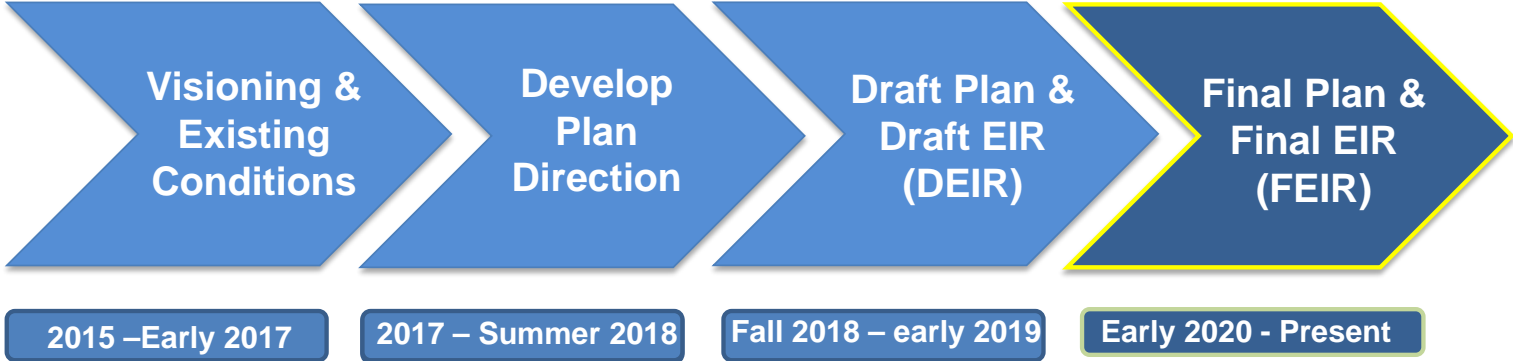 Visioning &
Existing
Conditions
Develop
Plan
Direction
Draft Plan &
Draft EIR
(DEIR)
Final Plan &
Final EIR
(FEIR)
2015 –Early 2017
2017 – Summer 2018
Fall 2018 – early 2019
Early 2020 - Present